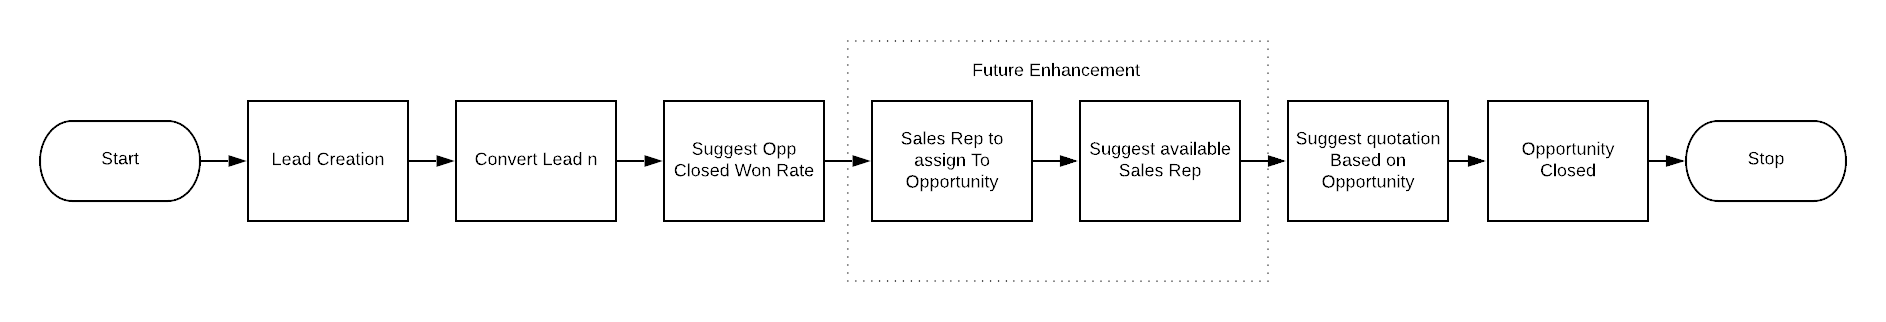 Start
Lead Creation
Convert Lead n
Suggest Opp
Closed Won Rate
Future Enhancement
Sales Rep to
assign To
Opportunity
Suggest available
Sales Rep
Suggest quotation
Based on
Opportunity
Opportunity
Closed
Stop